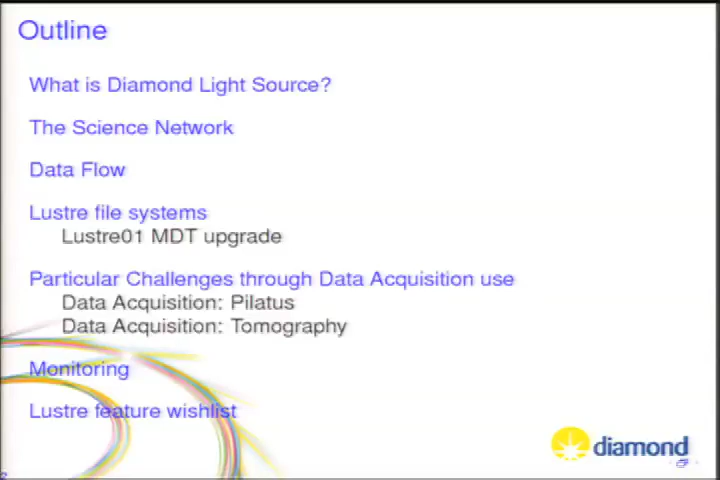 Outline
What is Diamond Light Source?
The Science Network
Data Flow
Lustre file systems
Lustre01 MDT upgrade
Particular Challenges through Data Acquisition use
Data Acquisition: Pilatus
Data Acquisition: Tomography
Monitoring
Lustre feature wishlist
diamond
2